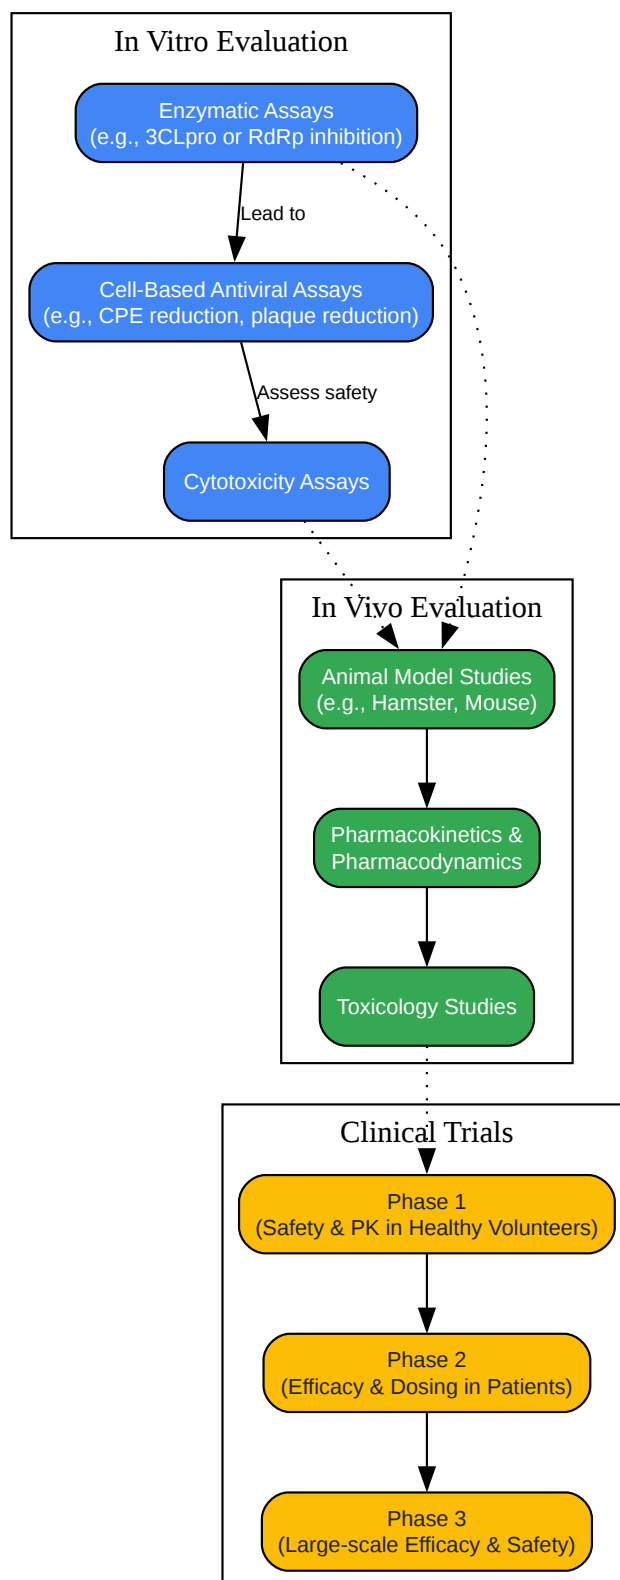 In Vitro Evaluation
Enzymatic Assays
(e.g., 3CLpro or RdRp inhibition)
Lead to
Cell-Based Antiviral Assays
(e.g., CPE reduction, plaque reduction)
Assess safety
Cytotoxicity Assays
In Vivo Evaluation
Animal Model Studies
(e.g., Hamster, Mouse)
Pharmacokinetics &
Pharmacodynamics
Toxicology Studies
Clinical Trials
Phase 1
(Safety & PK in Healthy Volunteers)
Phase 2
(Efficacy & Dosing in Patients)
Phase 3
(Large-scale Efficacy & Safety)